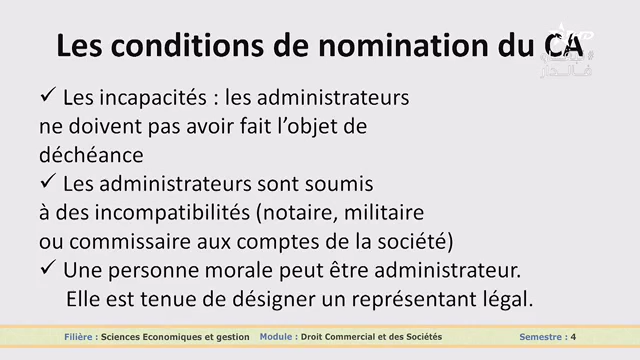 Les conditions de nomination du CA
✓ Les incapacités : les administrateurs
ne doivent pas avoir fait l’objet de
déchéance
✓ Les administrateurs sont soumis
à des incompatibilités (notaire, militaire
ou commissaire aux comptes de la société)
✓ Une personne morale peut être administrateur.
Elle est tenue de désigner un représentant légal.
Filière : Sciences Economiques et gestion Module : Droit Commercial et des Sociétés Semestre : 4